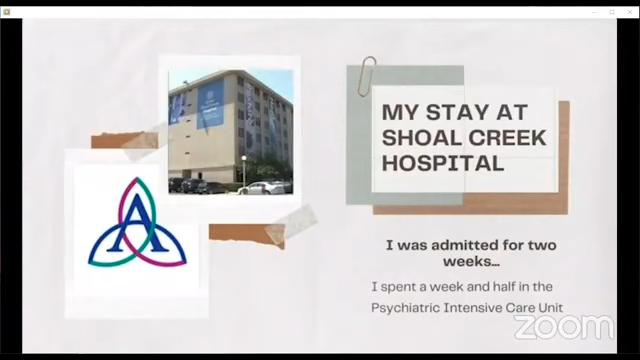 MY STAY AT
SHOAL CREEK
HOSPITAL
A
I was admitted for two
weeks...
I spent a week and half in the
Psychiatric Intensive Care Unit
zoom